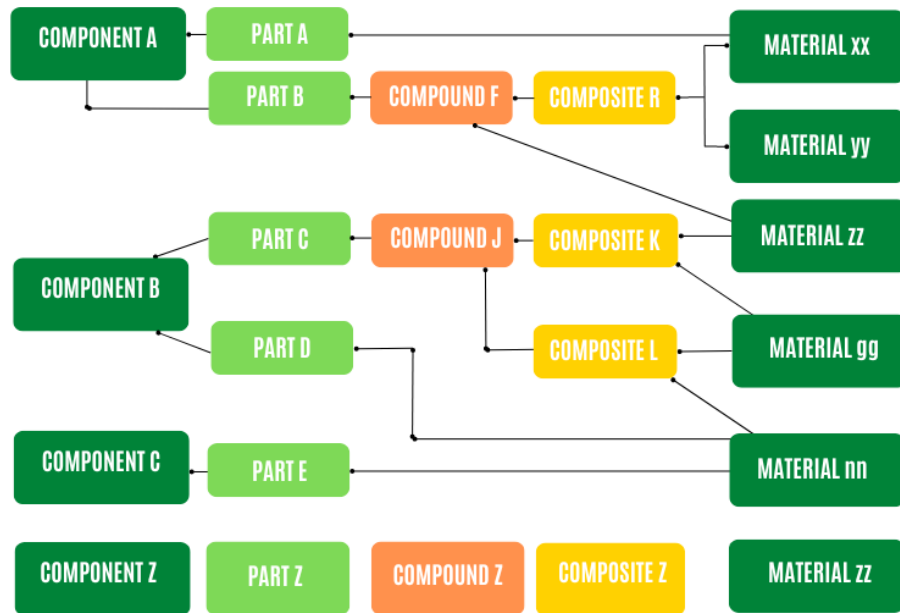 COMPONENT A
PART A
MATERIAL xx
PART B
COMPOUND F
COMPOSITE R
MATERIAL yy
MATERIAL zz
PART C
COMPOUND J
COMPOSITE K
COMPONENT B
PART D
COMPOSITE L
MATERIAL gg
COMPONENT C
PART E
MATERIAL nn
COMPONENT Z
PART Z
COMPOUND Z
COMPOSITE Z
MATERIAL zz